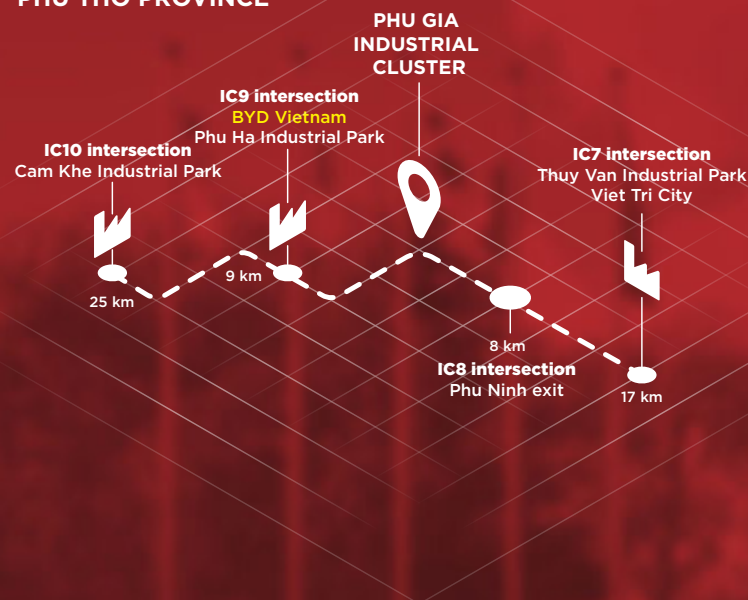 PHU THO PROVINCE
PHU GIA
INDUSTRIAL
CLUSTER
IC9 intersection
BYD Vietnam
Phu Ha Industrial Park
IC10 intersection
Cam Khe Industrial Park
IC7 intersection
Thuy Van Industrial Park
Viet Tri City
9 km
25 km
8 km
IC8 intersection
Phu Ninh exit
17 km